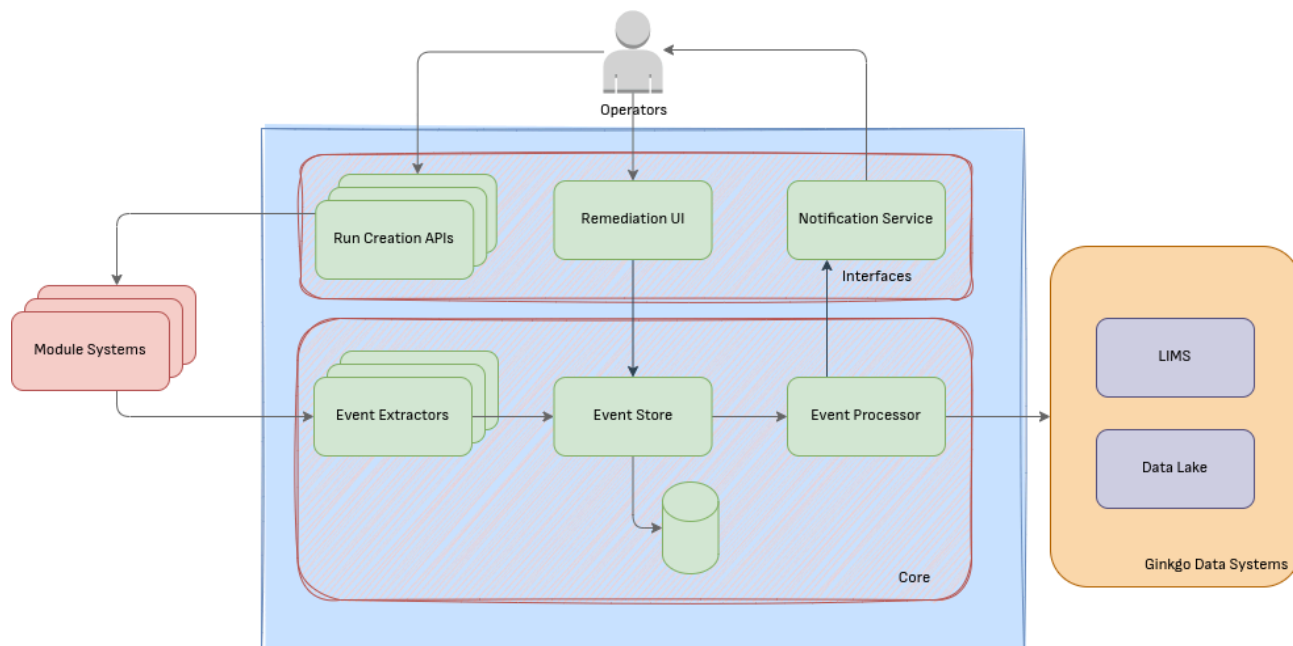 Operators
Run Creation APIs
Remediation UI
Notification Service
Interfaces
Module Systems
Event Extractors
Event Store
Event Processor
LIMS
Data Lake
Core
Ginkgo Data Systems